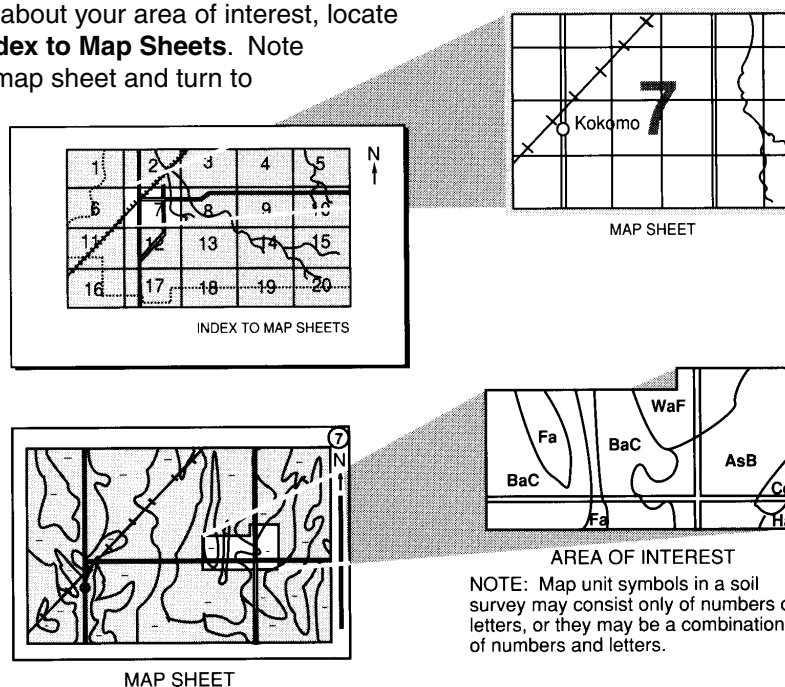 about your area of interest, locate
dex to Map Sheets. Note
map sheet and turn to
7
Kokomo
MAP SHEET
N
1 2 3 4 5
6 7 8 9 10
11 12 13 14 15
16 17 18 19 20
INDEX TO MAP SHEETS
7
N
MAP SHEET
WaF
Fa BaC
AsB
BaC
Fa
AREA OF INTEREST
NOTE: Map unit symbols in a soil
survey may consist only of numbers
letters, or they may be a combination
of numbers and letters.